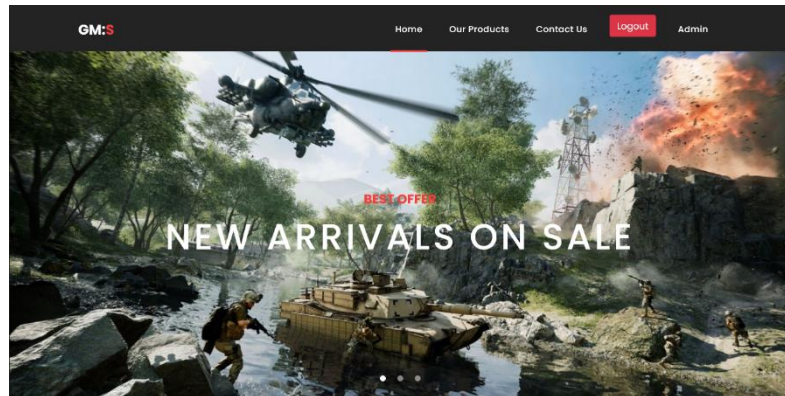 GM:S
Home Our Products Contact Us Logout Admin
BEST OFFER
NEW ARRIVALS ON SALE